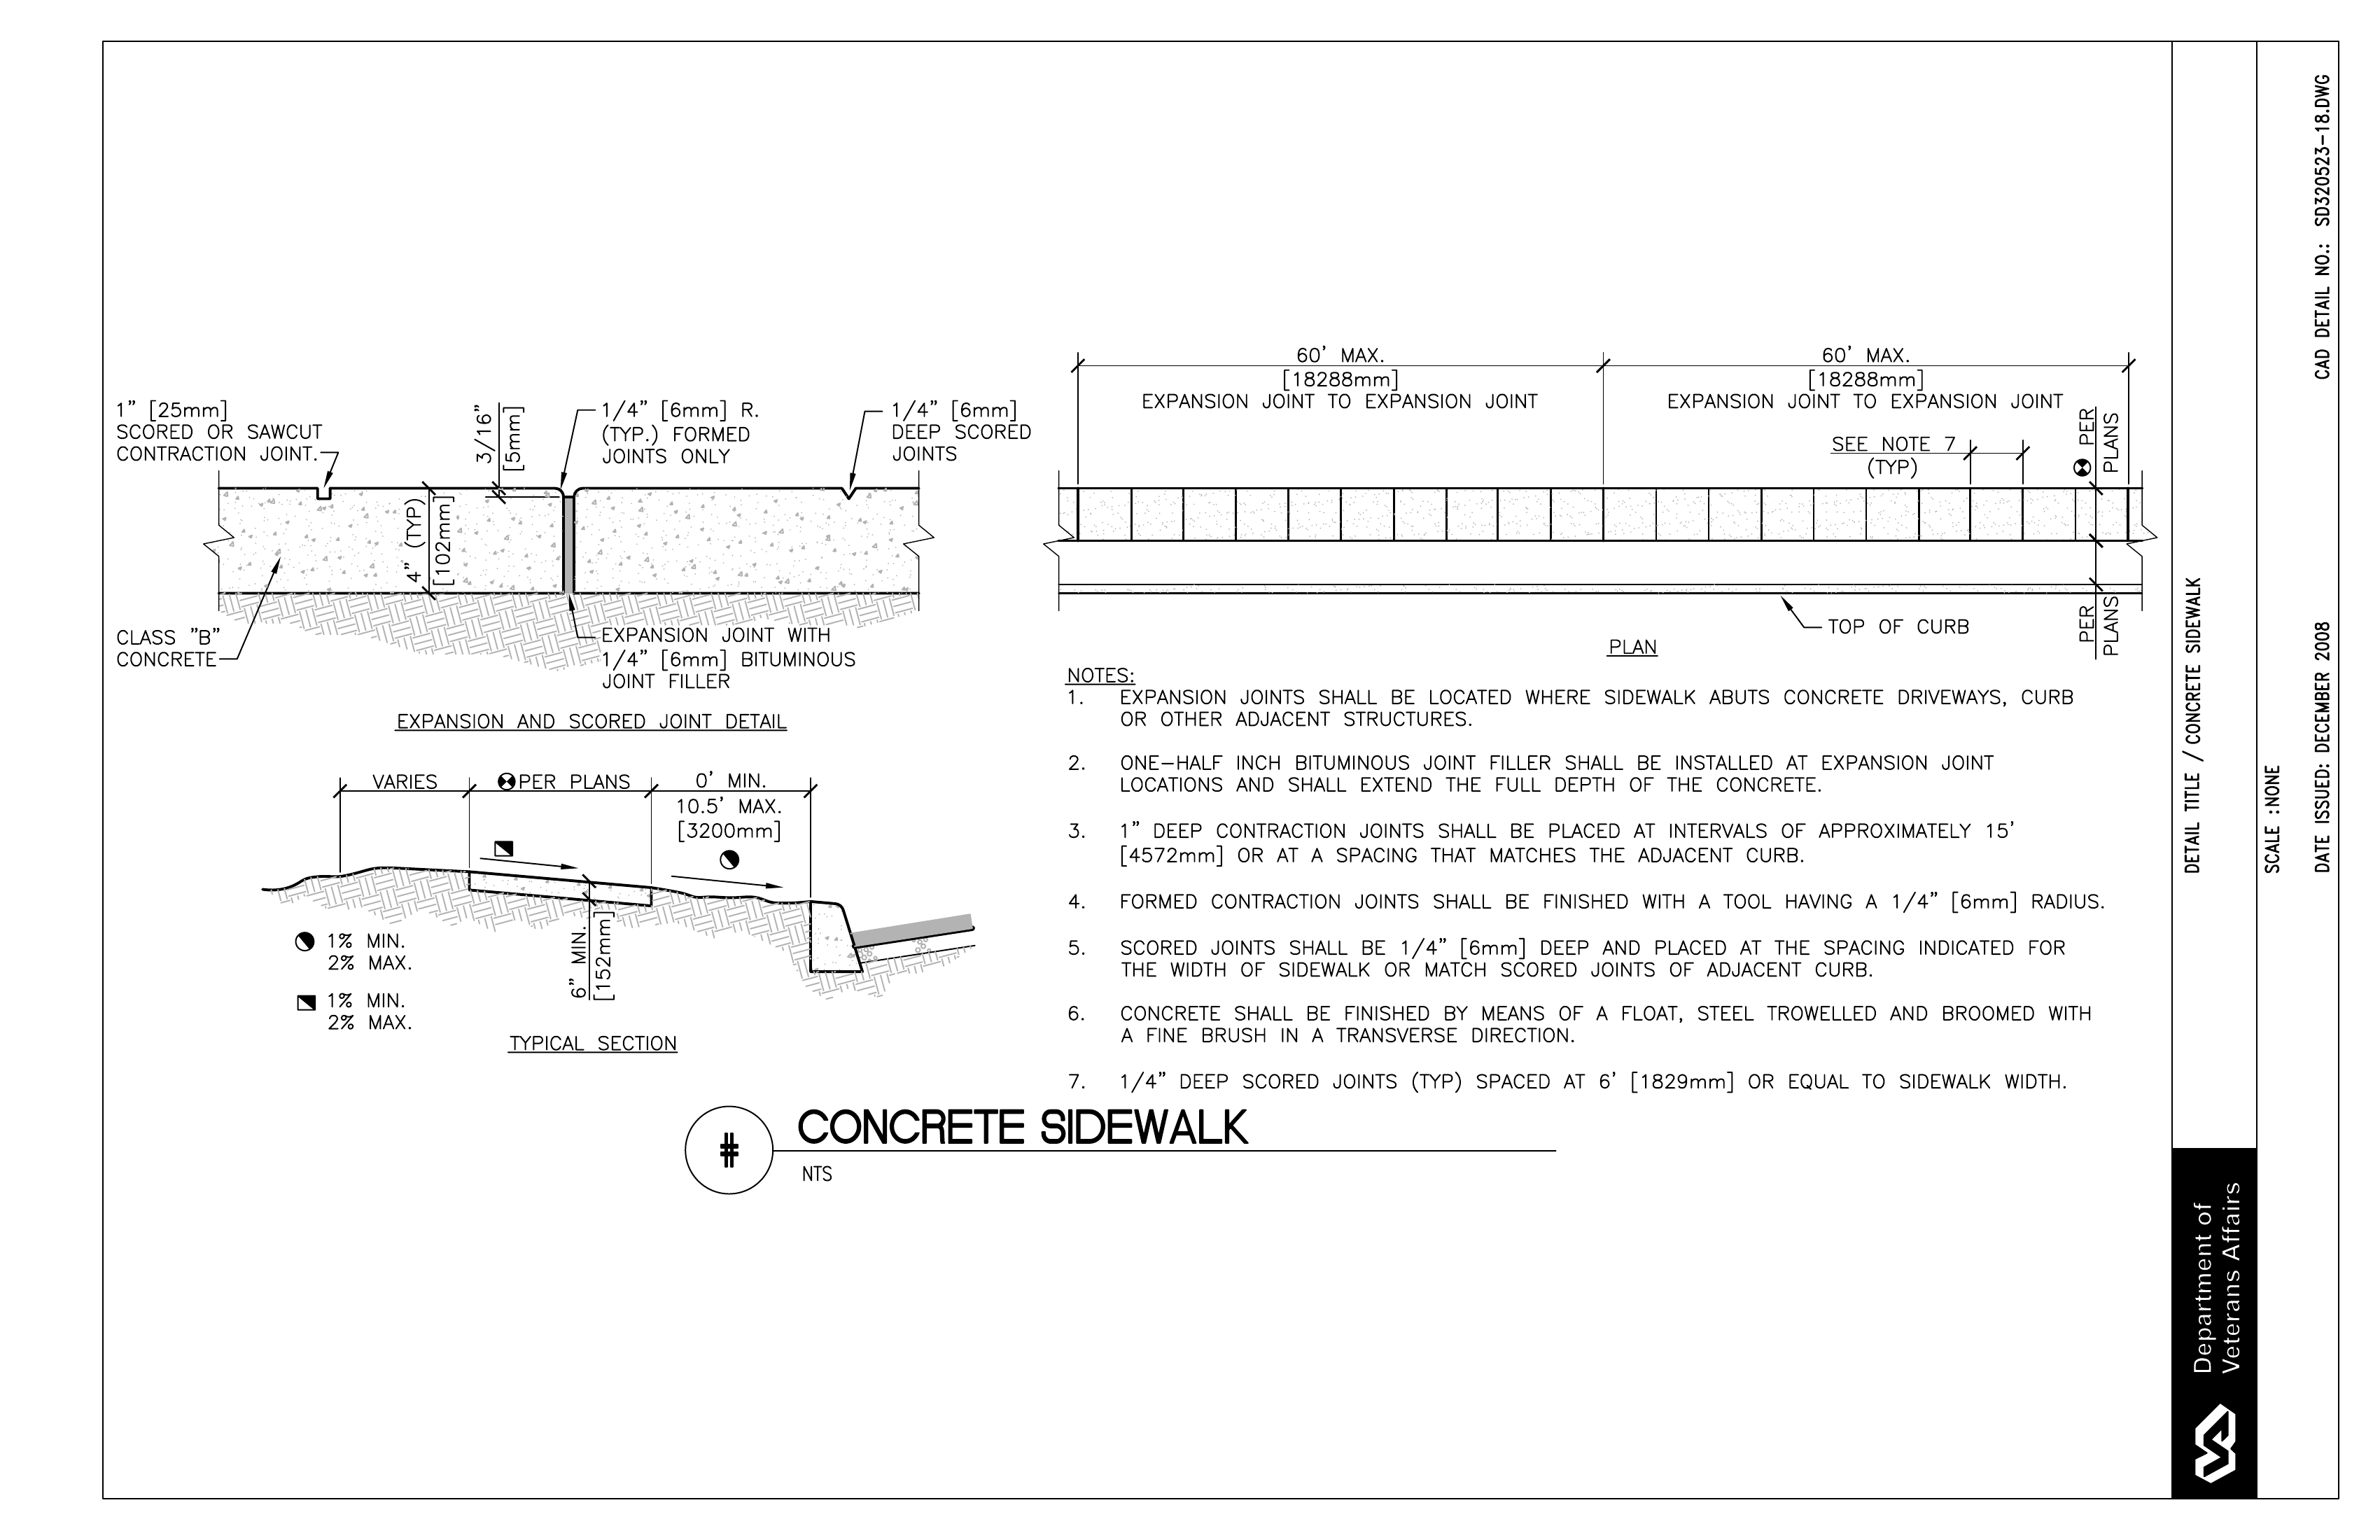 1" [25mm]
SCORED OR SAWCUT
CONTRACTION JOINT.
3/16"
[5mm]
1/4" [6mm] R.
(TYP.) FORMED
JOINTS ONLY
1/4" [6mm]
DEEP SCORED
JOINTS
4" (TYP)
[102mm]
CLASS "B"
CONCRETE
EXPANSION JOINT WITH
1/4" [6mm] BITUMINOUS
JOINT FILLER
EXPANSION AND SCORED JOINT DETAIL
VARIES
PER PLANS
0' MIN.
10.5' MAX.
[3200mm]
6" MIN.
[152mm]
1% MIN.
2% MAX.
1% MIN.
2% MAX.
TYPICAL SECTION
60' MAX.
[18288mm]
EXPANSION JOINT TO EXPANSION JOINT
60' MAX.
[18288mm]
EXPANSION JOINT TO EXPANSION JOINT
SEE NOTE 7
(TYP)
PER
PLANS
PER
PLANS
TOP OF CURB
PLAN
NOTES:
1. EXPANSION JOINTS SHALL BE LOCATED WHERE SIDEWALK ABUTS CONCRETE DRIVEWAYS, CURB
OR OTHER ADJACENT STRUCTURES.
2. ONE-HALF INCH BITUMINOUS JOINT FILLER SHALL BE INSTALLED AT EXPANSION JOINT
LOCATIONS AND SHALL EXTEND THE FULL DEPTH OF THE CONCRETE.
3. 1" DEEP CONTRACTION JOINTS SHALL BE PLACED AT INTERVALS OF APPROXIMATELY 15'
[4572mm] OR AT A SPACING THAT MATCHES THE ADJACENT CURB.
4. FORMED CONTRACTION JOINTS SHALL BE FINISHED WITH A TOOL HAVING A 1/4" [6mm] RADIUS.
5. SCORED JOINTS SHALL BE 1/4" [6mm] DEEP AND PLACED AT THE SPACING INDICATED FOR
THE WIDTH OF SIDEWALK OR MATCH SCORED JOINTS OF ADJACENT CURB.
6. CONCRETE SHALL BE FINISHED BY MEANS OF A FLOAT, STEEL TROWELLED AND BROOMED WITH
A FINE BRUSH IN A TRANSVERSE DIRECTION.
7. 1/4" DEEP SCORED JOINTS (TYP) SPACED AT 6' [1829mm] OR EQUAL TO SIDEWALK WIDTH.
#
CONCRETE SIDEWALK
NTS
DETAIL TITLE / CONCRETE SIDEWALK
SCALE : NONE
DATE ISSUED: DECEMBER 2008
CAD DETAIL NO.: SD320523-18.DWG
Department of
Veterans Affairs